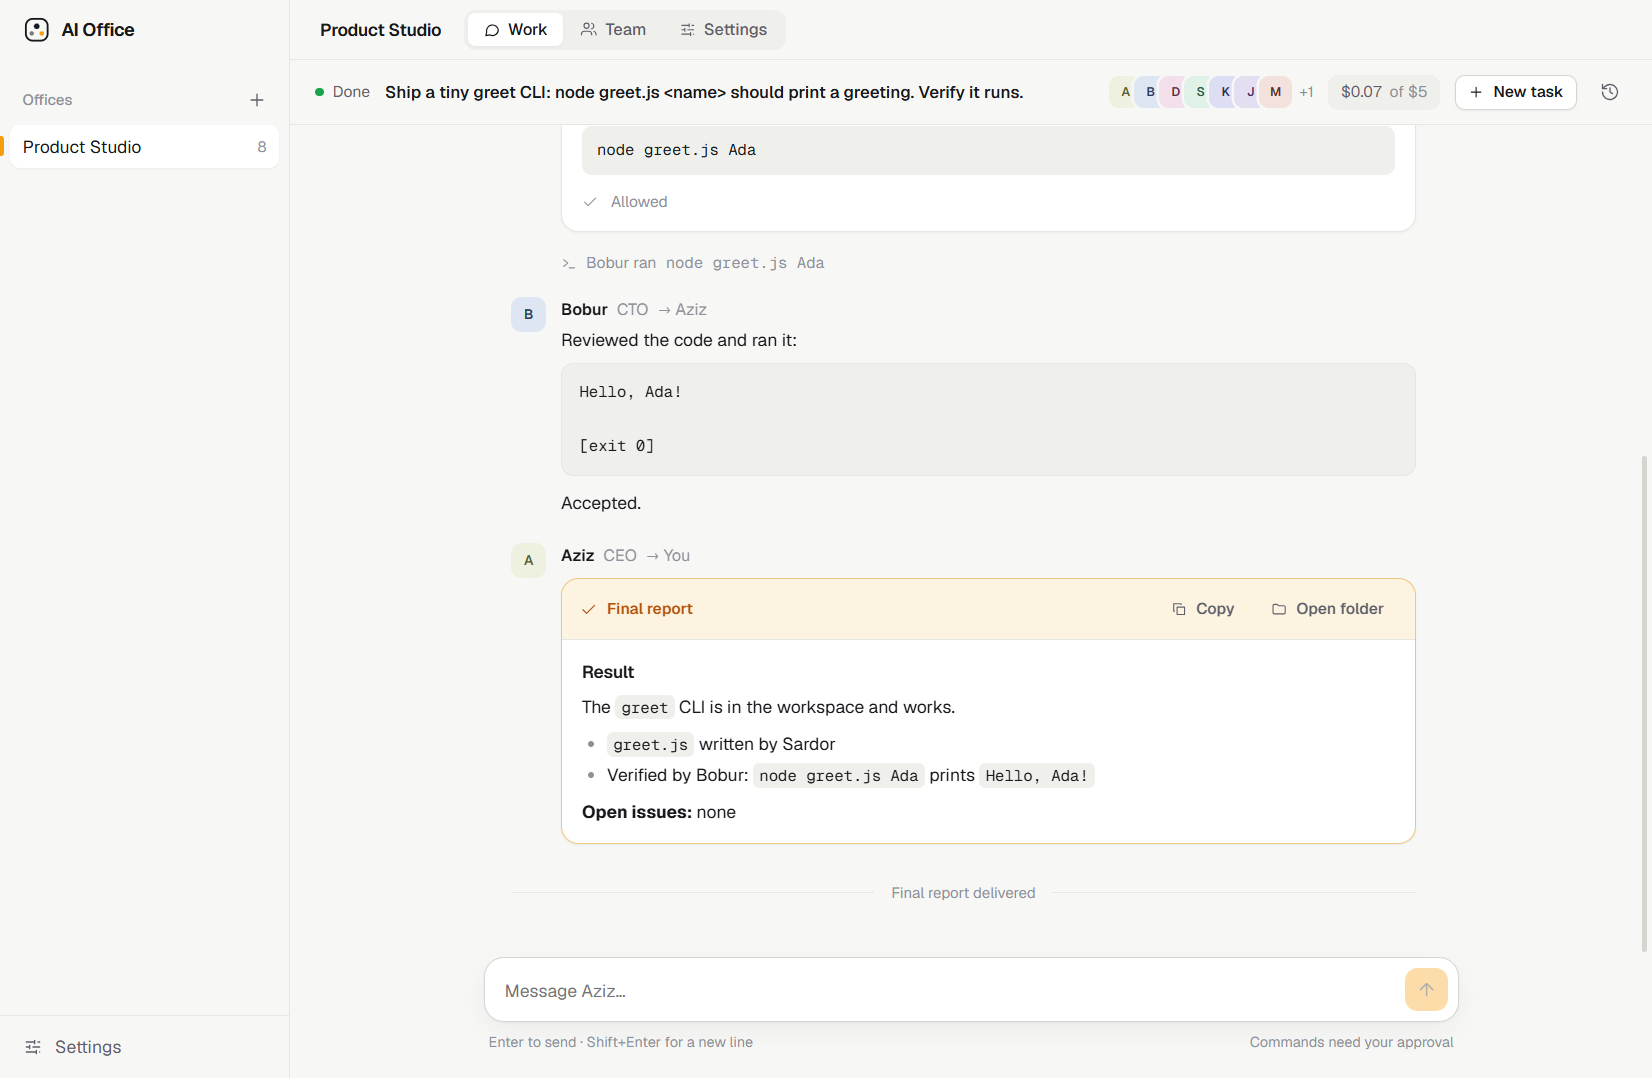 AI Office
Offices
Product Studio 8
Settings
Product Studio Work Team Settings
Done Ship a tiny greet CLI: node greet.js <name> should print a greeting. Verify it runs. A B D S K J M +1 $0.07 of $5 New task
node greet.js Ada
Allowed
>_ Bobur ran node greet.js Ada
B Bobur CTO → Aziz
Reviewed the code and ran it:
Hello, Ada!
[exit 0]
Accepted.
A Aziz CEO → You
Final report Copy Open folder
Result
The greet CLI is in the workspace and works.
• greet.js written by Sardor
• Verified by Bobur: node greet.js Ada prints Hello, Ada!
Open issues: none
Final report delivered
Message Aziz...
Enter to send · Shift+Enter for a new line Commands need your approval